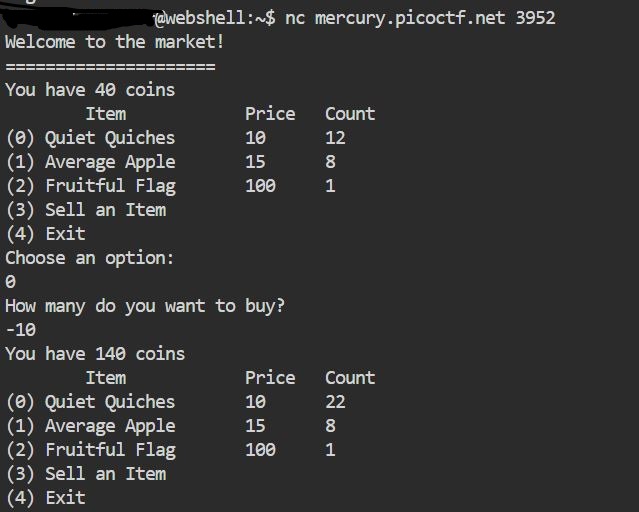 @webshell:~$ nc mercury.picoctf.net 3952
Welcome to the market!
=====================
You have 40 coins
        Item            Price   Count
(0) Quiet Quiches       10      12
(1) Average Apple       15      8
(2) Fruitful Flag       100     1
(3) Sell an Item
(4) Exit
Choose an option:
0
How many do you want to buy?
-10
You have 140 coins
        Item            Price   Count
(0) Quiet Quiches       10      22
(1) Average Apple       15      8
(2) Fruitful Flag       100     1
(3) Sell an Item
(4) Exit